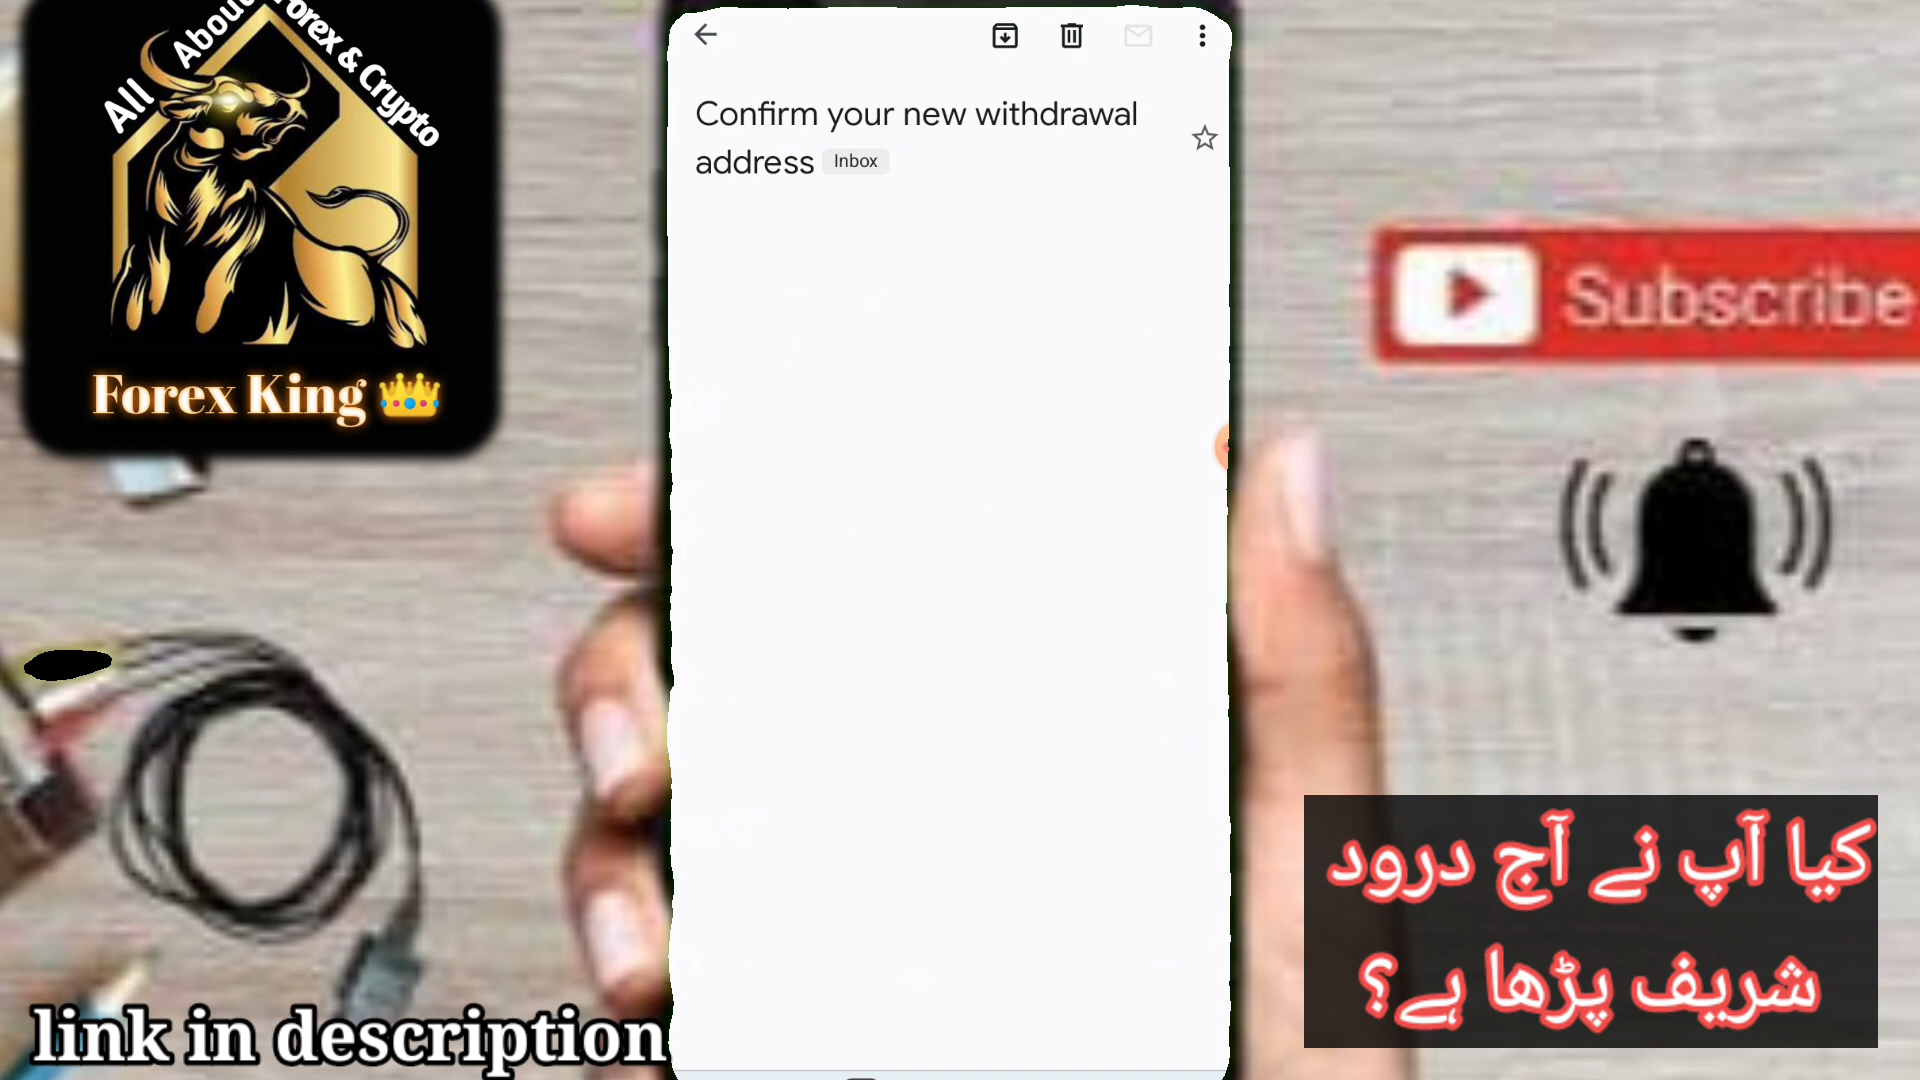 All About Forex & Crypto
Forex King 👑
Confirm your new withdrawal
address Inbox
Subscribe
کیا آپ نے آج درود
شریف پڑھا ہے؟
link in description